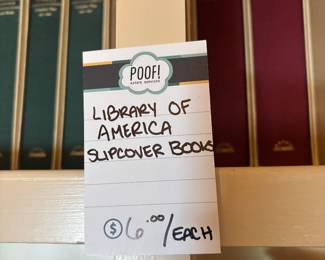 POOF!
estate services
LIBRARY OF
AMERICA
SLIPCOVER BOOKS
$6.00/EACH